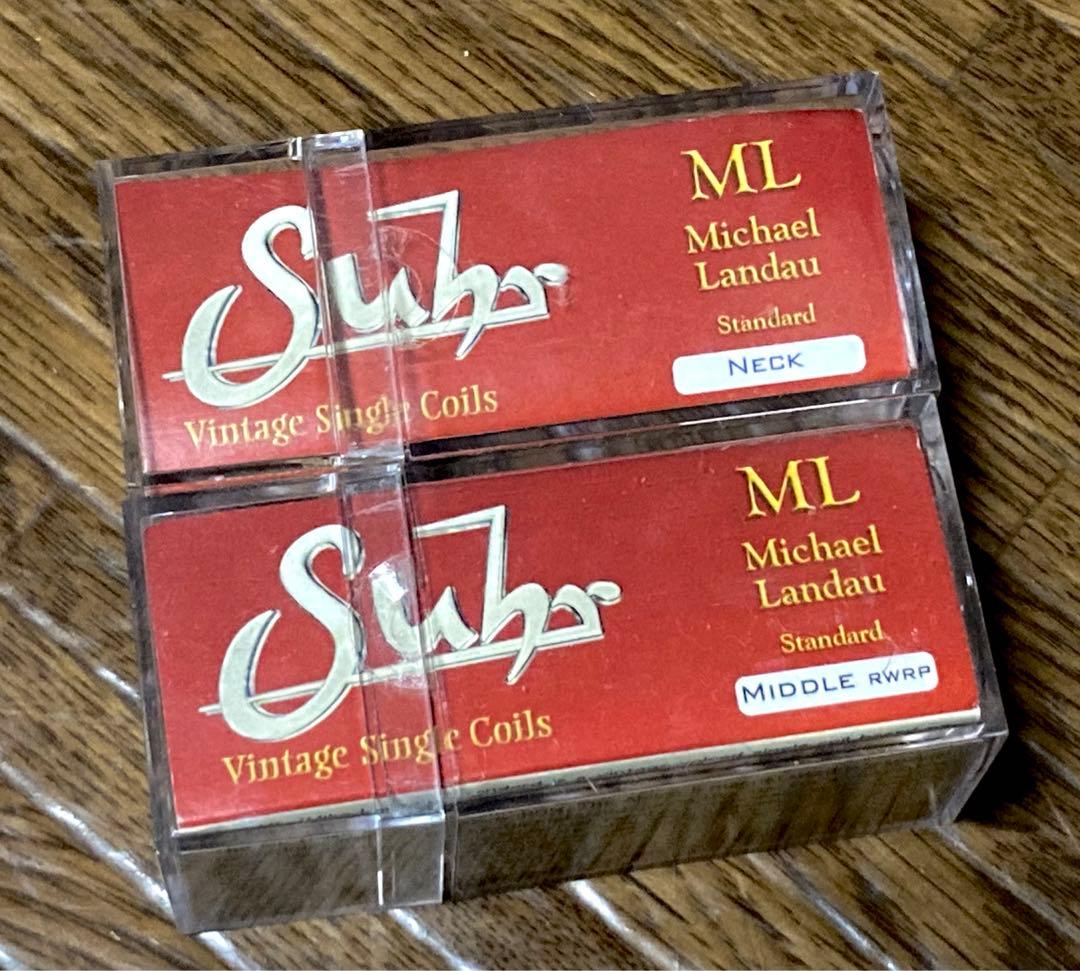 Suhr
Vintage Single Coils
ML
Michael
Landau
Standard
NECK
Suhr
Vintage Single Coils
ML
Michael
Landau
Standard
MIDDLE RWRP